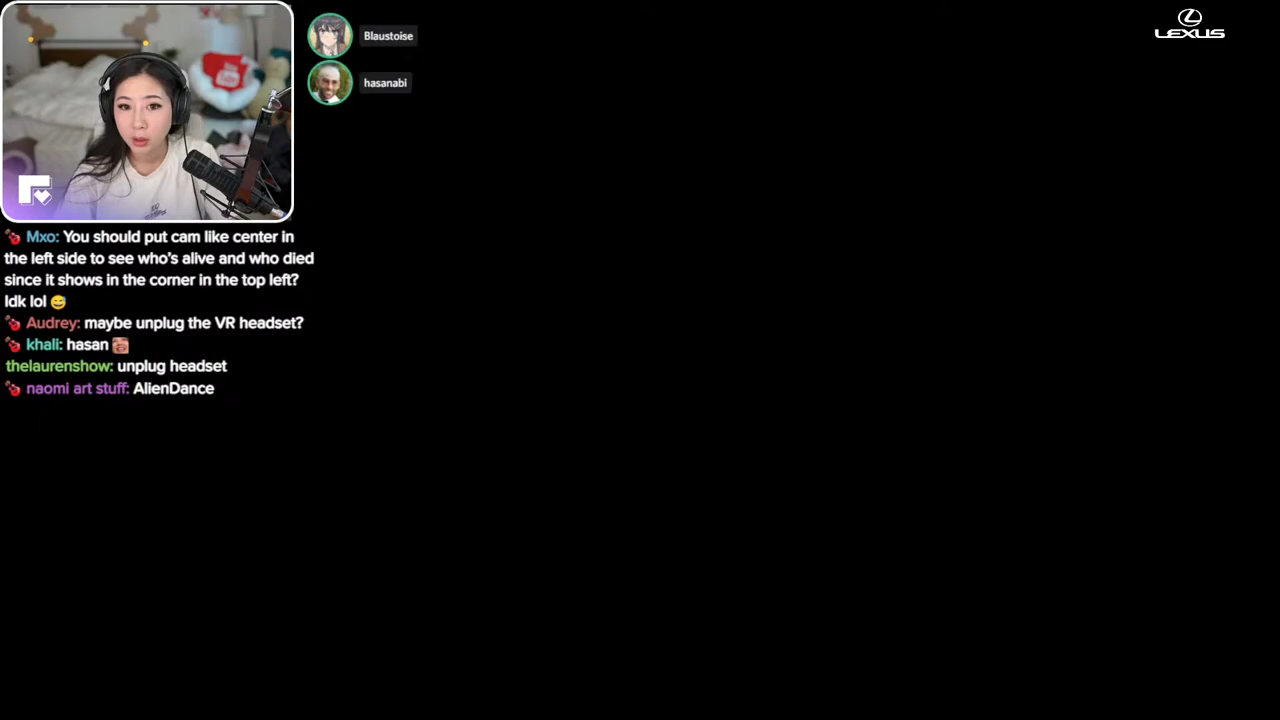 Blaustoise
hasanabi
LEXUS
Mxo: You should put cam like center in
the left side to see who's alive and who died
since it shows in the corner in the top left?
Idk lol 😅
Audrey: maybe unplug the VR headset?
khali: hasan
thelaurenshow: unplug headset
naomi art stuff: AlienDance